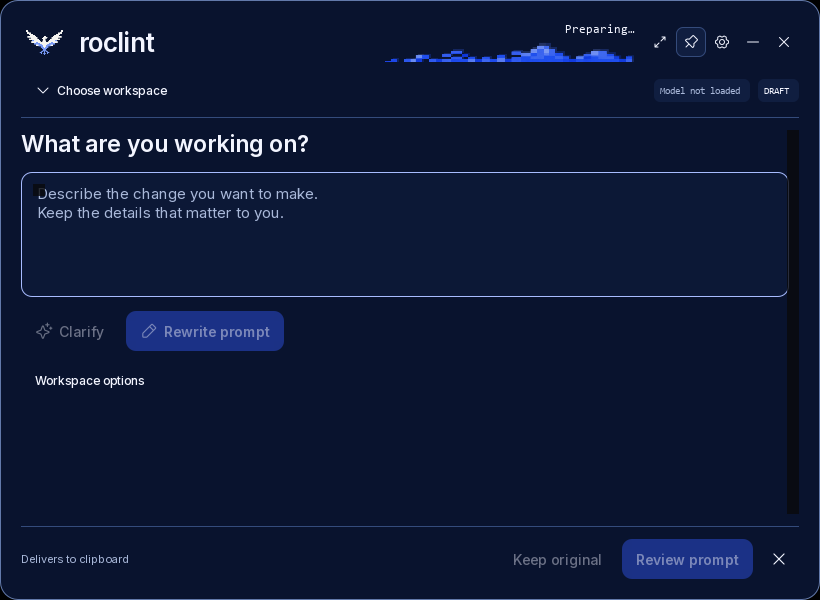 Preparing…
roclint
Choose workspace
Model not loaded
DRAFT
What are you working on?
Describe the change you want to make.
Keep the details that matter to you.
Clarify
Rewrite prompt
Workspace options
Delivers to clipboard
Keep original
Review prompt